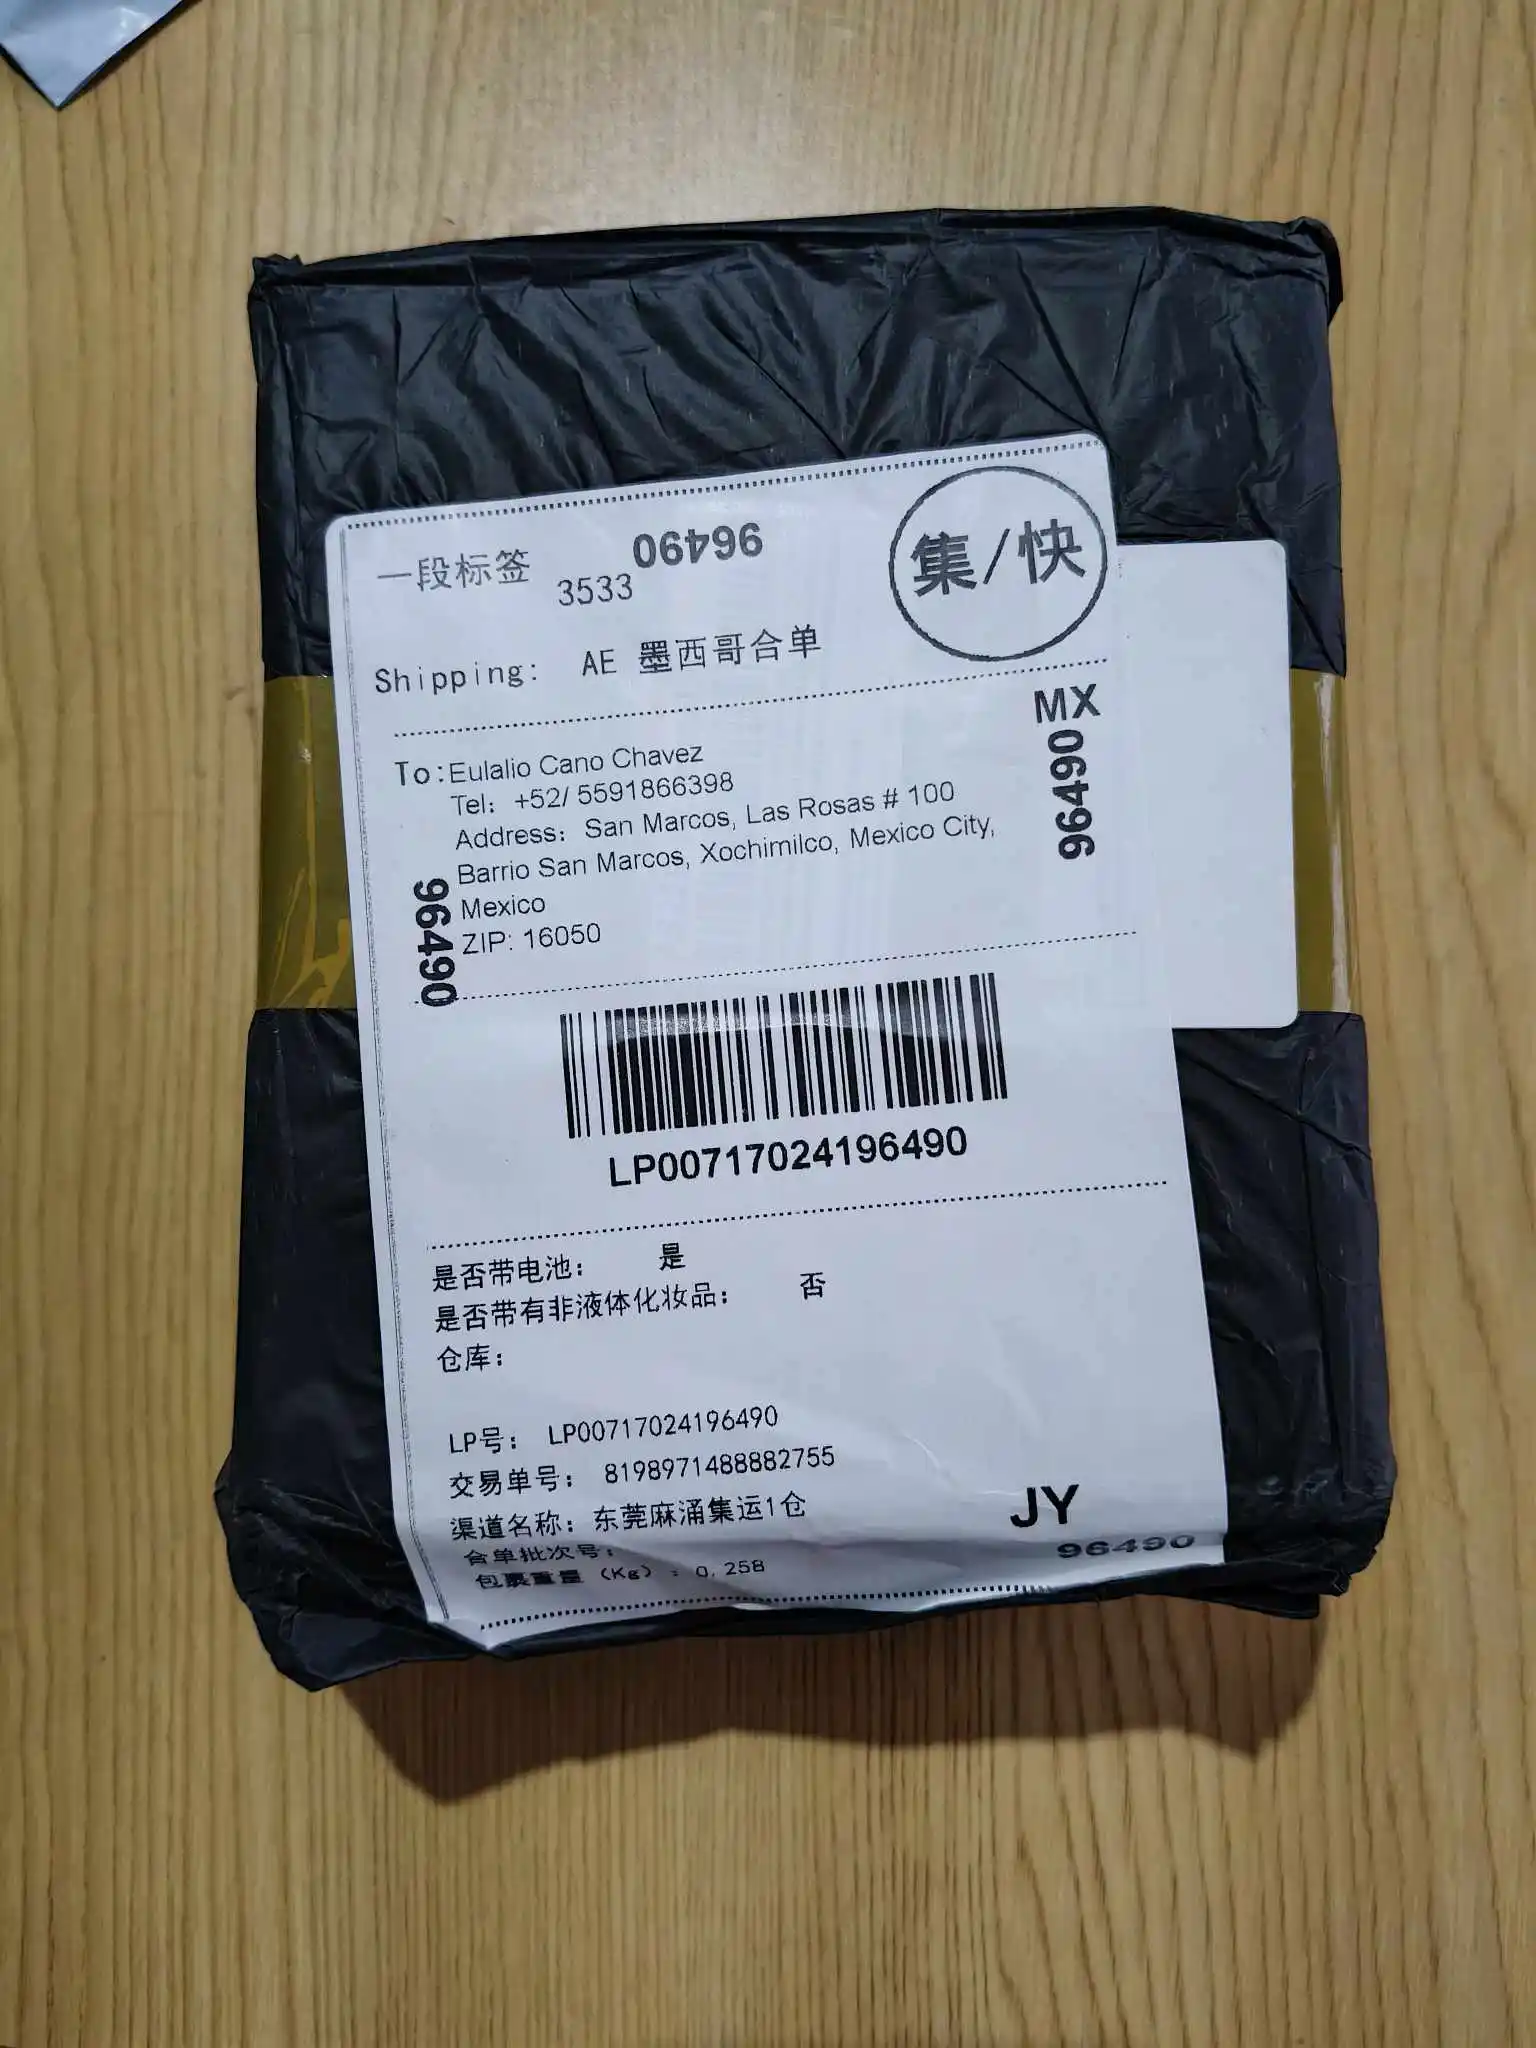 一段标签
3533
96490
集/快
Shipping: AE 墨西哥合单
MX
96490
To:Eulalio Cano Chavez
Tel: +52/ 5591866398
Address: San Marcos, Las Rosas # 100
Barrio San Marcos, Xochimilco, Mexico City,
Mexico
ZIP: 16050
96490
LP00717024196490
是否带电池: 是
是否带有非液体化妆品: 否
仓库:
LP号: LP00717024196490
交易单号: 8198971488882755
渠道名称: 东莞麻涌集运1仓
合单批次号:
包裹重量 (Kg) : 0.258
JY
96490